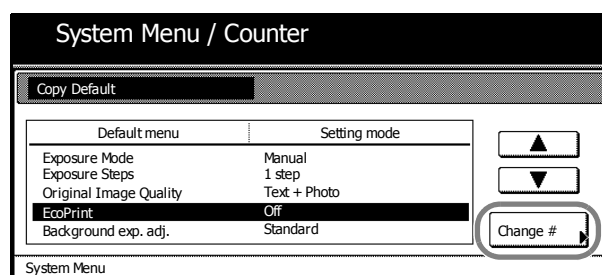 System Menu / Counter
Copy Default
Default menu Setting mode
Exposure Mode Manual
Exposure Steps 1 step
Original Image Quality Text + Photo
EcoPrint Off
Background exp. adj. Standard
Change #
System Menu